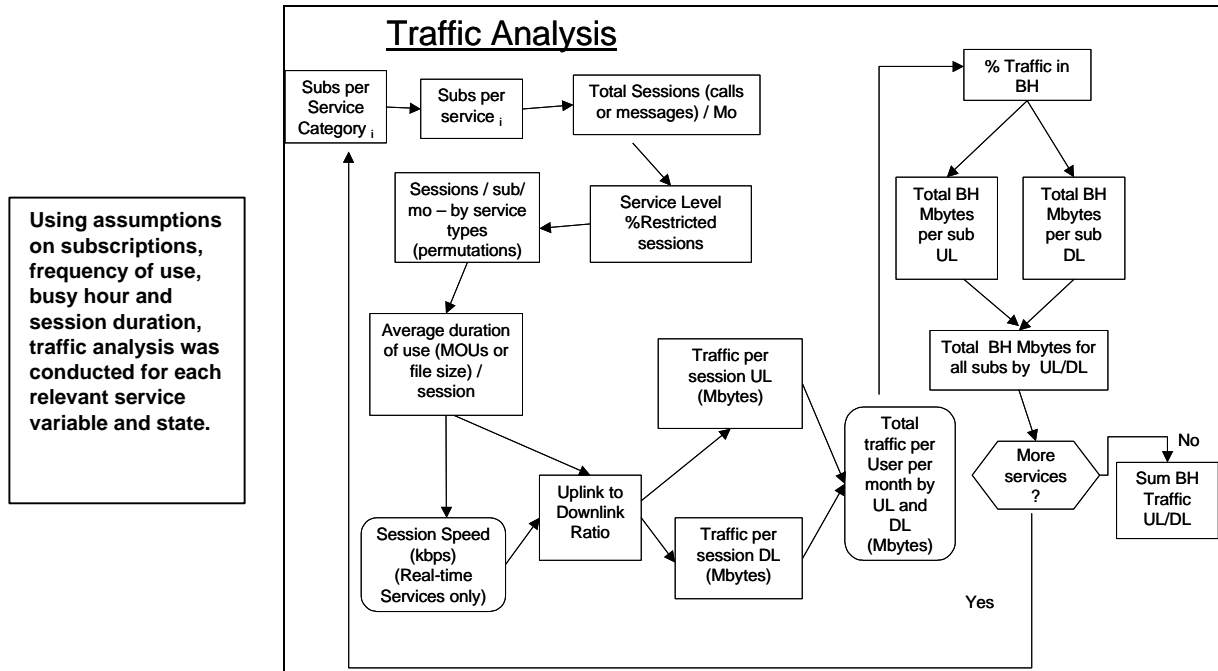 Traffic Analysis
Using assumptions
on subscriptions,
frequency of use,
busy hour and
session duration,
traffic analysis was
conducted for each
relevant service
variable and state.
Subs per
Service
Category i
Subs per
service i
Total Sessions (calls
or messages) / Mo
Service Level
%Restricted
sessions
Sessions / sub/
mo – by service
types
(permutations)
Average duration
of use (MOUs or
file size) /
session
Session Speed
(kbps)
(Real-time
Services only)
Uplink to
Downlink
Ratio
Traffic per
session UL
(Mbytes)
Traffic per
session DL
(Mbytes)
Total
traffic per
User per
month by
UL and
DL
(Mbytes)
% Traffic in
BH
Total BH
Mbytes
per sub
UL
Total BH
Mbytes
per sub
DL
Total BH Mbytes for
all subs by UL/DL
More
services
?
No
Sum BH
Traffic
UL/DL
Yes